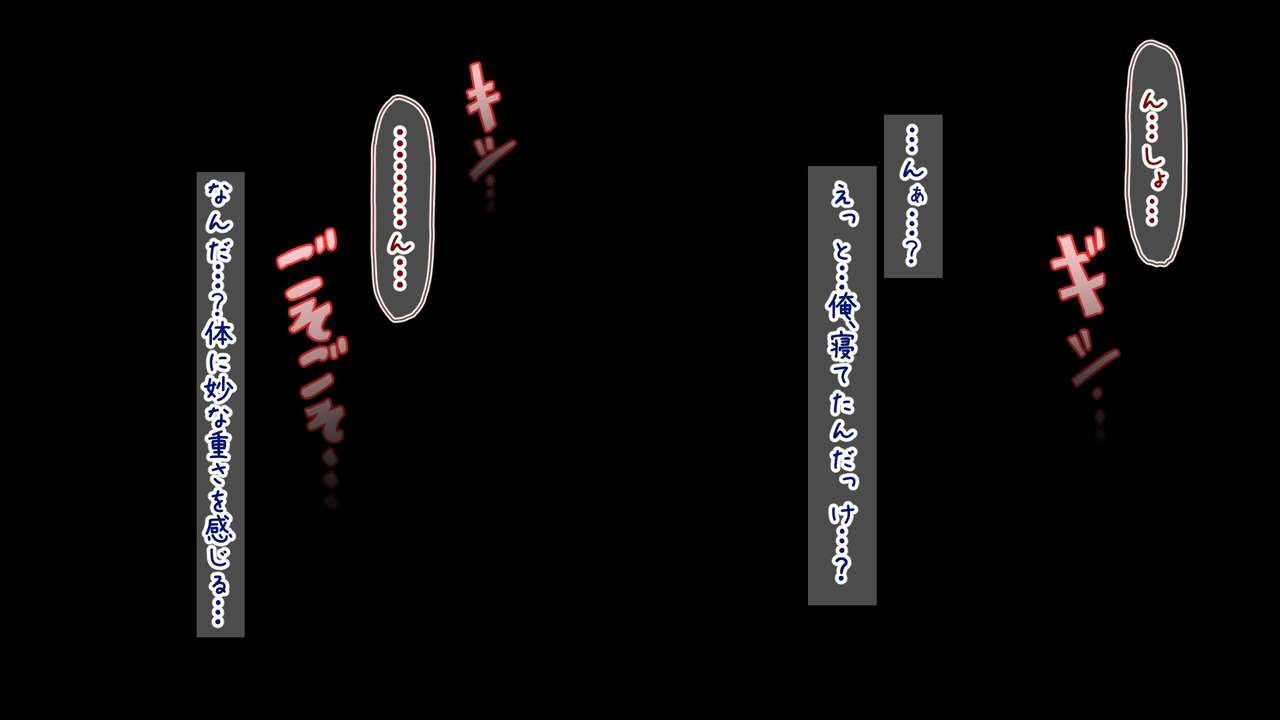 ん……しょ……
ギッ…
…んぁ…？
えっと…俺、寝てたんだっけ…？
キシ…
…………ん…
ごそごそ…
なんだ…？体に妙な重さを感じる…